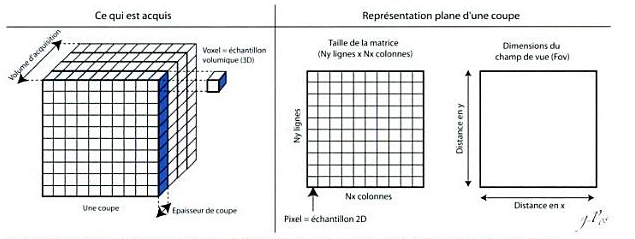 Ce qui est acquis
Représentation plane d'une coupe
Volume d'acquisition
Voxel = échantillon
volumique (3D)
Une coupe
Epaisseur de coupe
Taille de la matrice
(Ny lignes x Nx colonnes)
Ny lignes
Nx colonnes
Pixel = échantillon 2D
Dimensions du
champ de vue (Fov)
Distance en y
Distance en x